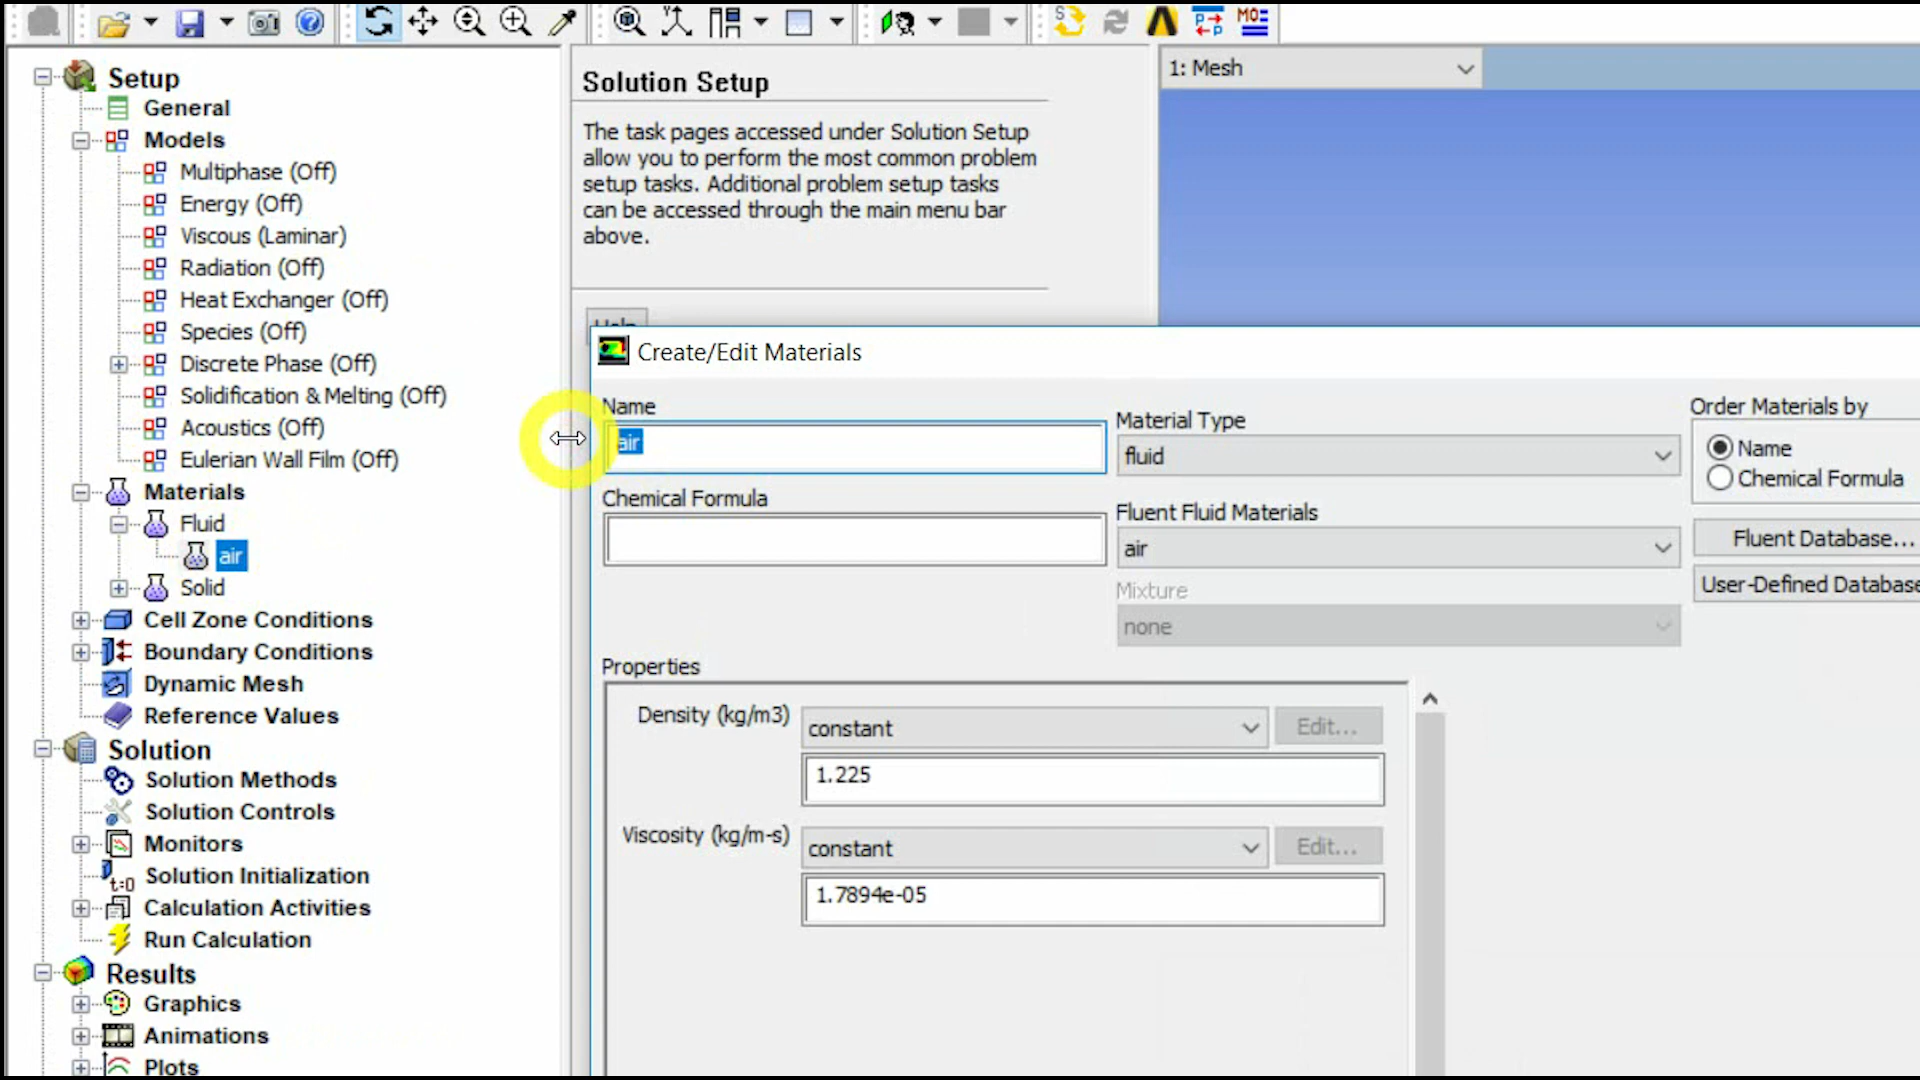 Setup
General
Models
Multiphase (Off)
Energy (Off)
Viscous (Laminar)
Radiation (Off)
Heat Exchanger (Off)
Species (Off)
Discrete Phase (Off)
Solidification & Melting (Off)
Acoustics (Off)
Eulerian Wall Film (Off)
Materials
Fluid
air
Solid
Cell Zone Conditions
Boundary Conditions
Dynamic Mesh
Reference Values
Solution
Solution Methods
Solution Controls
Monitors
t=0
Solution Initialization
Calculation Activities
Run Calculation
Results
Graphics
Animations
Plots
Solution Setup
The task pages accessed under Solution Setup
allow you to perform the most common problem
setup tasks. Additional problem setup tasks
can be accessed through the main menu bar
above.
Help
1: Mesh
Create/Edit Materials
Name
air
Chemical Formula
Material Type
fluid
Fluent Fluid Materials
air
Mixture
none
Order Materials by
Name
Chemical Formula
Fluent Database...
User-Defined Database
Properties
Density (kg/m3)
constant
Edit...
1.225
Viscosity (kg/m-s)
constant
Edit...
1.7894e-05